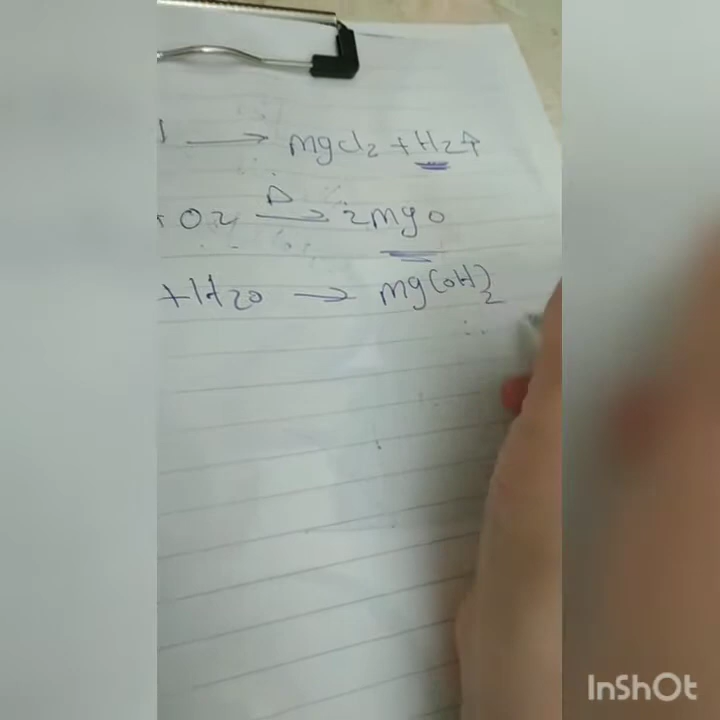 l ⟶ mgcl2 + H2↑
+ O2 Δ⟶ 2mgo
+H2O ⟶ mg(OH)2
InShOt